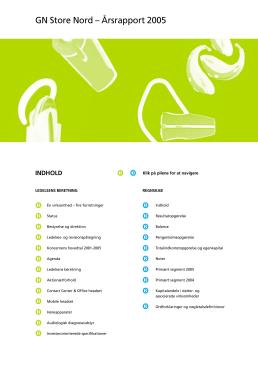 GN Store Nord – Årsrapport 2005
INDHOLD
Klik på pilene for at navigere
LEDELSENS BERETNING
En virksomhed – fire forretninger
Status
Bestyrelse og direktion
Ledelses- og revisionspåtegning
Koncernens hovedtal 2001-2005
Agenda
Ledelsens beretning
Aktionærforhold
Contact Center & Office headset
Mobile headset
Høreapparater
Audiologisk diagnoseudstyr
Investororienterede specifikationer
REGNSKAB
Indhold
Resultatopgørelse
Balance
Pengestrømsopgørelse
Totalindkomstopgørelse og egenkapital
Noter
Primært segment 2005
Primært segment 2004
Kapitalandele i datter- og
associerede virksomheder
Ordforklaringer og nøgletalsdefinitioner